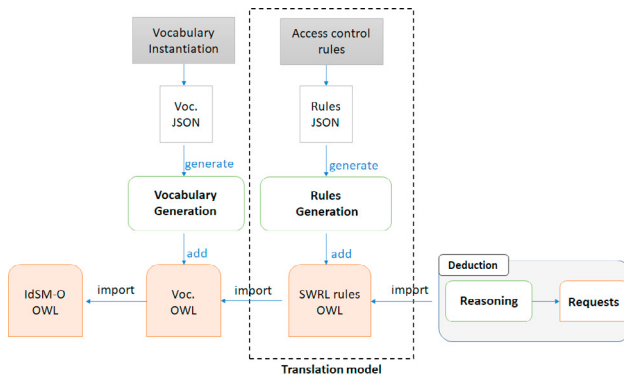 Vocabulary
Instantiation
Access control
rules
Voc.
JSON
Rules
JSON
generate
generate
Vocabulary
Generation
Rules
Generation
add
add
Deduction
IdSM-O
OWL
import
Voc.
OWL
import
SWRL rules
OWL
import
Reasoning
Requests
Translation model